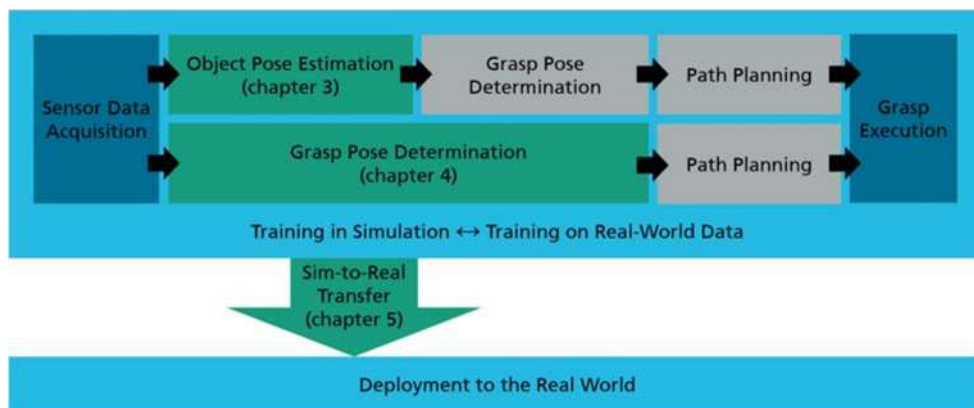 Sensor Data
Acquisition
Object Pose Estimation
(chapter 3)
Grasp Pose
Determination
Path Planning
Grasp
Execution
Grasp Pose Determination
(chapter 4)
Path Planning
Training in Simulation ↔ Training on Real-World Data
Sim-to-Real
Transfer
(chapter 5)
Deployment to the Real World